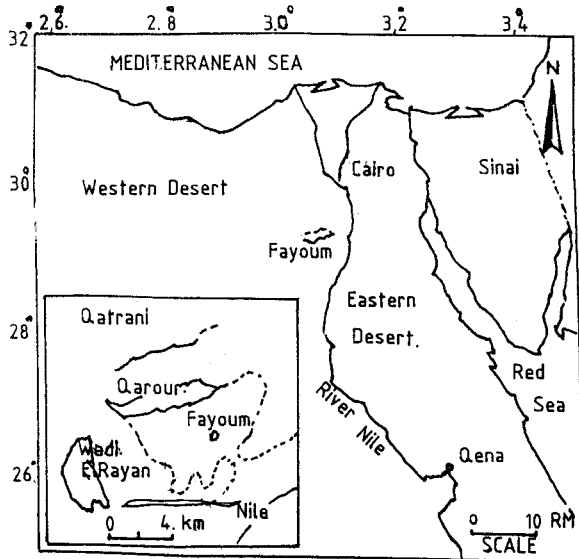 2,6° 2.8° 3.0° 3,2° 3,4°
32°
MEDITERRANEAN SEA
N
Cairo
Sinai
30°
Western Desert
Fayoum
Eastern
Desert.
28°
Qatrani
Red
Sea
Qarour.
River Nile
Fayoum
Wadi.
El Rayan
Qena
26°
Nile
0 4. km
0 10 RM
SCALE